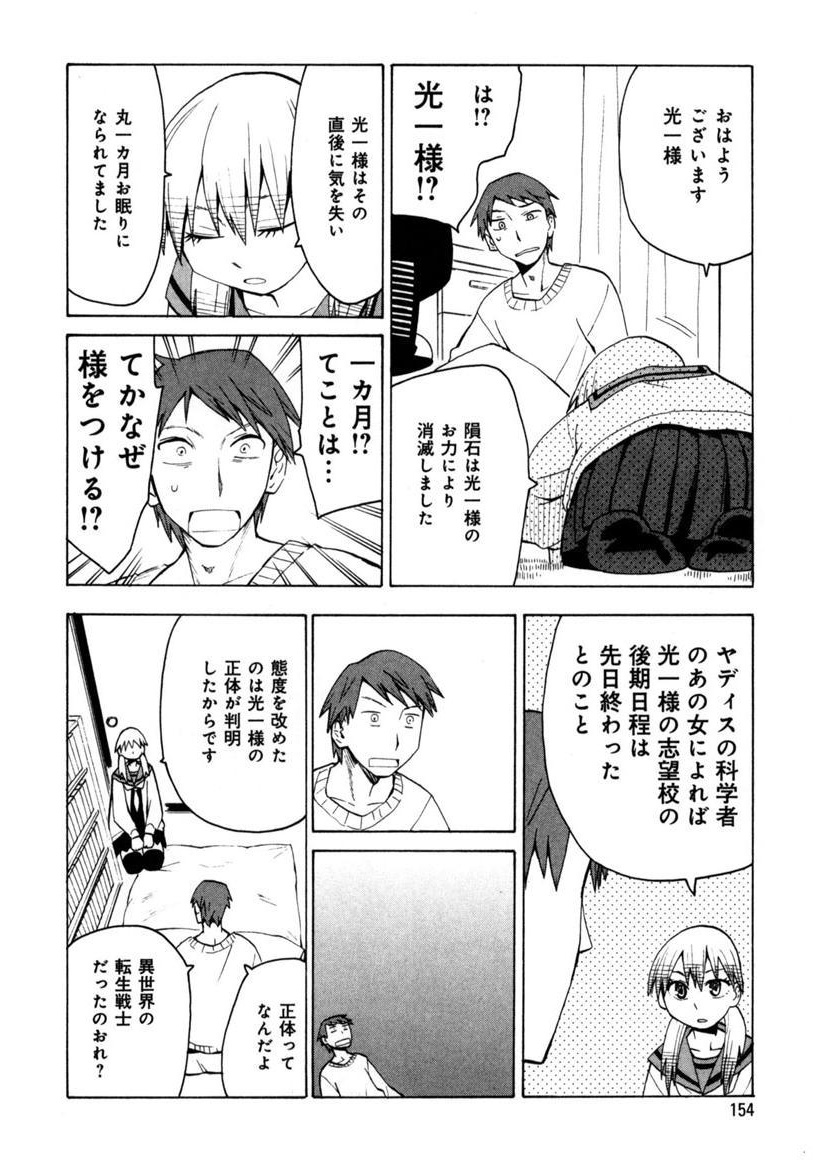 おはよう
ございます
光一様
は!?
光一様!?
隕石は光一様の
お力により
消滅しました
光一様はその
直後に気を失い
丸一カ月お眠りに
なられてました
一カ月!?
てことは…
てかなぜ
様をつける!?
ヤディスの科学者
のあの女によれば
光一様の志望校の
後期日程は
先日終わった
とのこと
態度を改めた
のは光一様の
正体が判明
したからです
正体って
なんだよ
異世界の
転生戦士
だったのおれ?
154